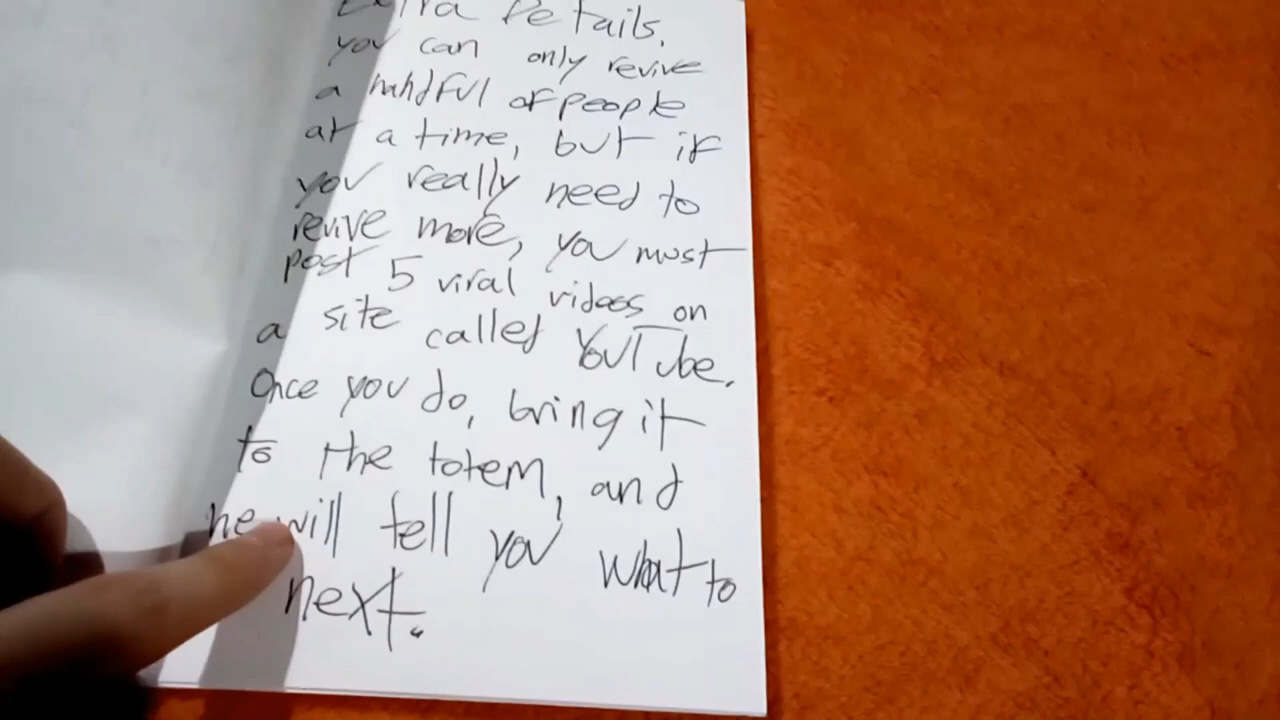 Extra Details.
you can only revive
a hahdful of people
at a time, but if
you really need to
revive more, you must
post 5 viral videos on
a site called YouTube.
Once you do, bring it
to the totem, and
he will tell you what to
next.